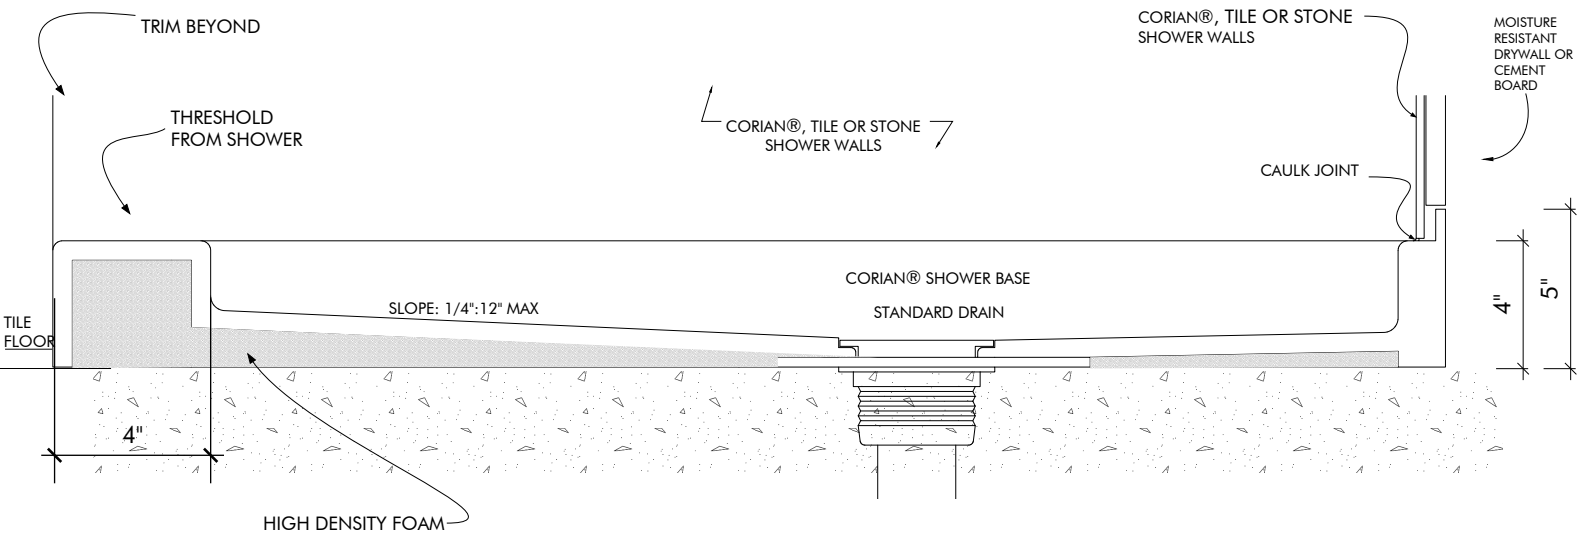 TRIM BEYOND
CORIAN®, TILE OR STONE
SHOWER WALLS
MOISTURE
RESISTANT
DRYWALL OR
CEMENT
BOARD
THRESHOLD
FROM SHOWER
CORIAN®, TILE OR STONE
SHOWER WALLS
CAULK JOINT
CORIAN® SHOWER BASE
STANDARD DRAIN
SLOPE: 1/4":12" MAX
TILE
FLOOR
4"
5"
4"
HIGH DENSITY FOAM